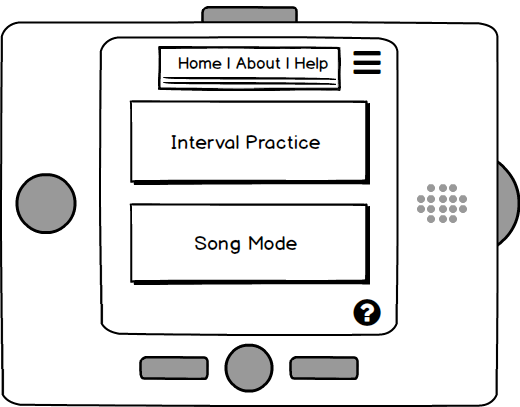 Home | About | Help
Interval Practice
Song Mode
?